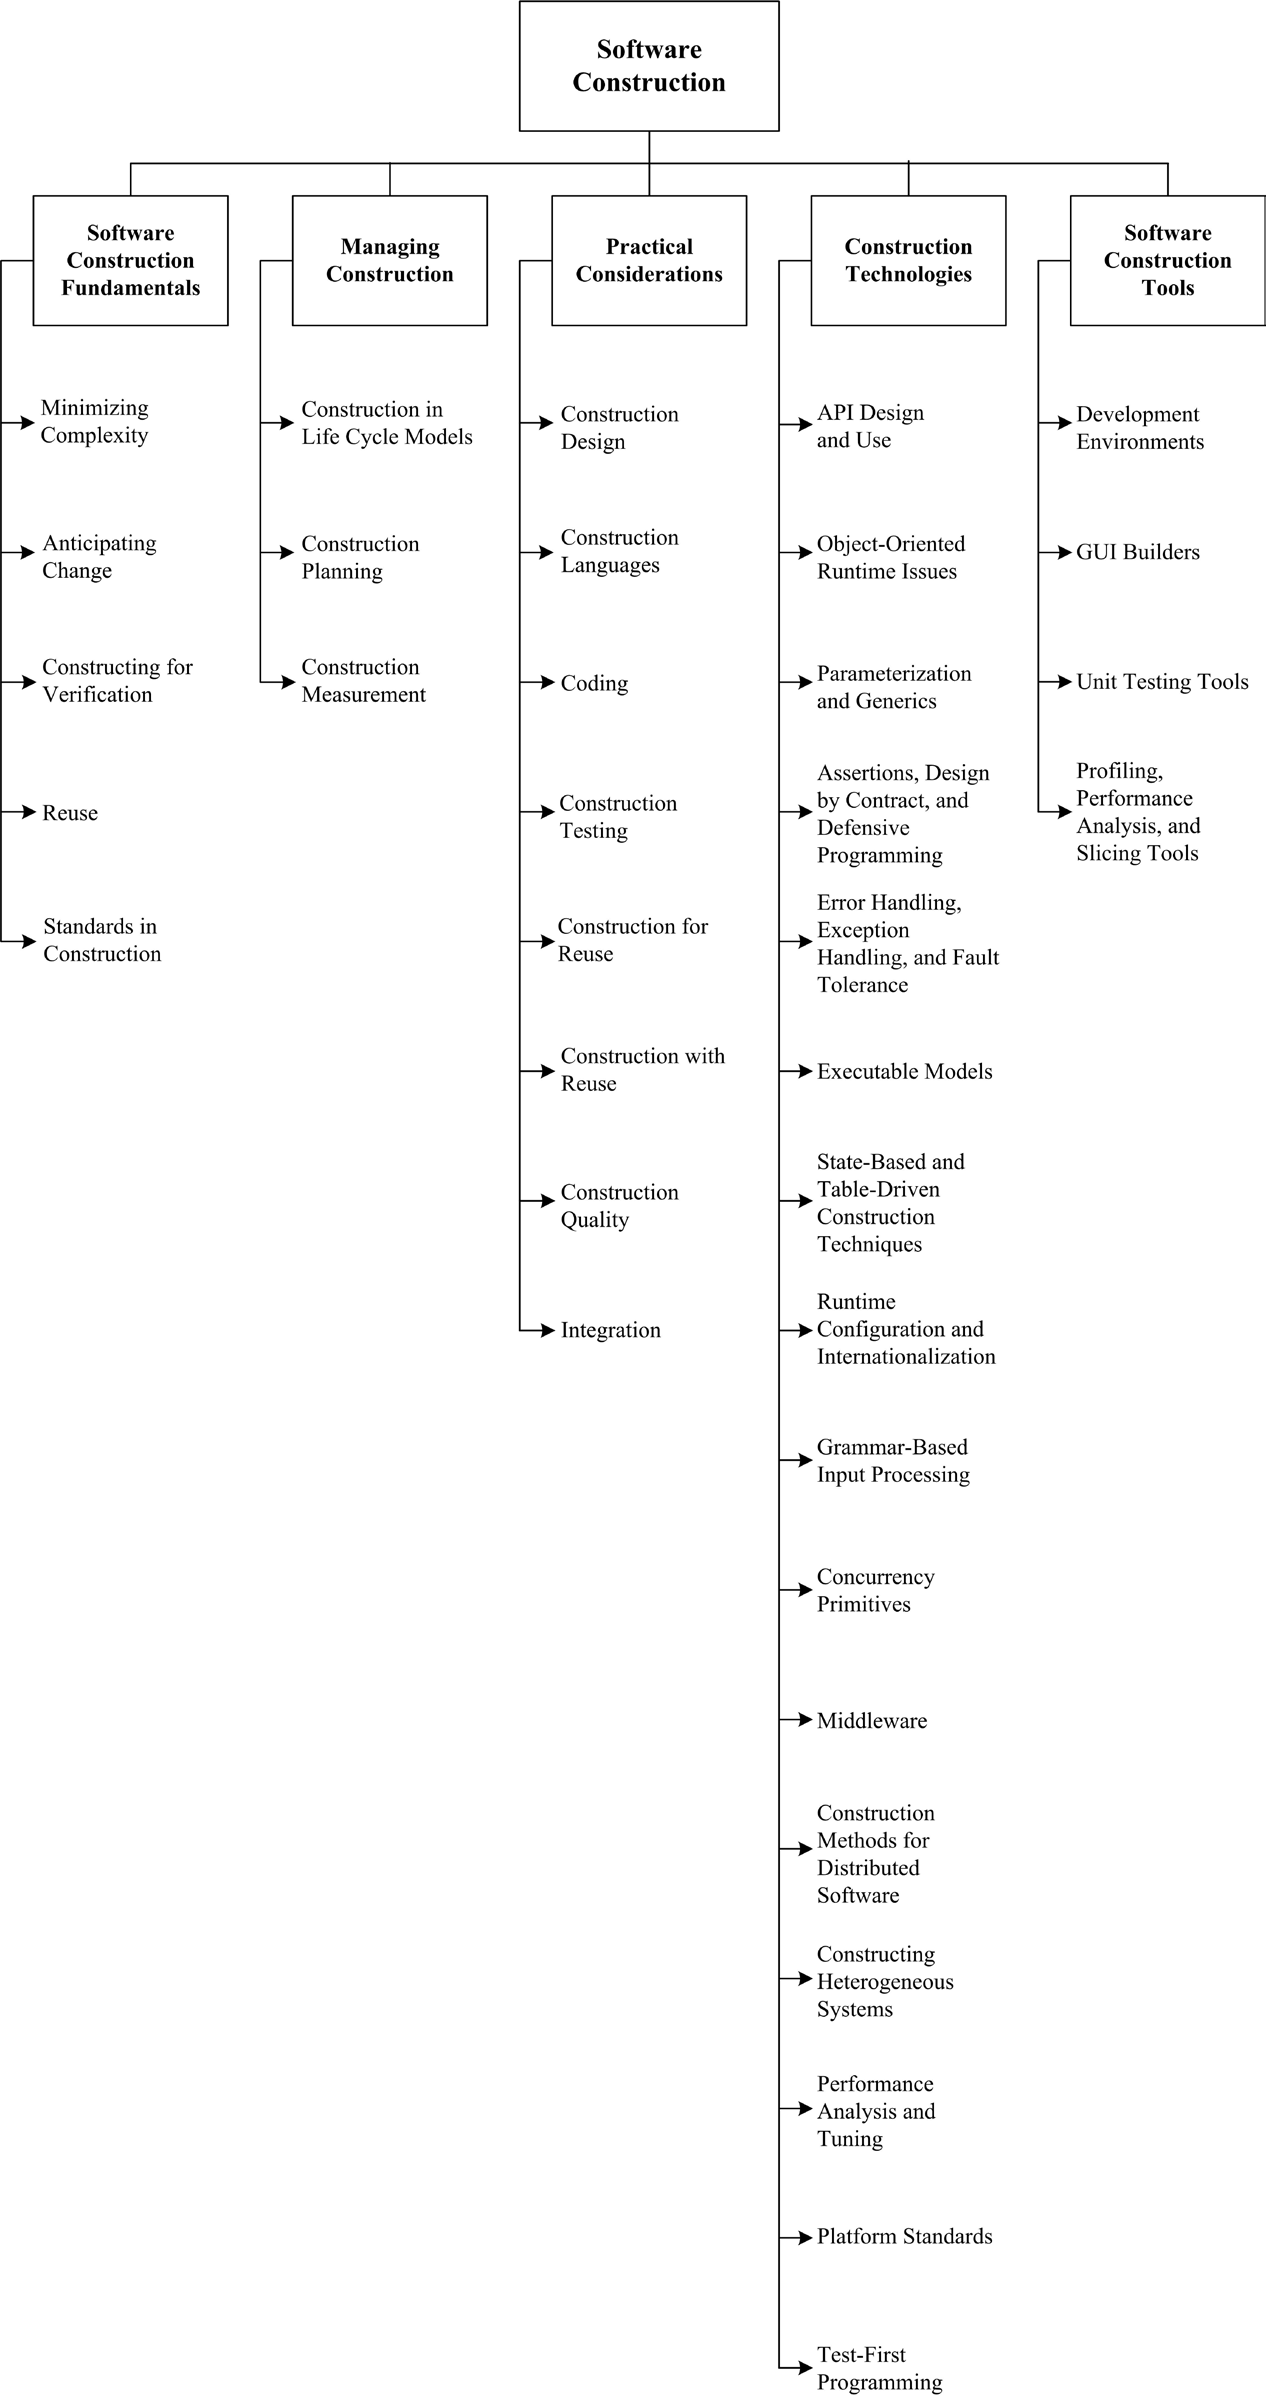 Software
Construction
Software
Construction
Fundamentals
Minimizing
Complexity
Anticipating
Change
Constructing for
Verification
Reuse
Standards in
Construction
Managing
Construction
Construction in
Life Cycle Models
Construction
Planning
Construction
Measurement
Practical
Considerations
Construction
Design
Construction
Languages
Coding
Construction
Testing
Construction for
Reuse
Construction with
Reuse
Construction
Quality
Integration
Construction
Technologies
API Design
and Use
Object-Oriented
Runtime Issues
Parameterization
and Generics
Assertions, Design
by Contract, and
Defensive
Programming
Error Handling,
Exception
Handling, and Fault
Tolerance
Executable Models
State-Based and
Table-Driven
Construction
Techniques
Runtime
Configuration and
Internationalization
Grammar-Based
Input Processing
Concurrency
Primitives
Middleware
Construction
Methods for
Distributed
Software
Constructing
Heterogeneous
Systems
Performance
Analysis and
Tuning
Platform Standards
Test-First
Programming
Software
Construction
Tools
Development
Environments
GUI Builders
Unit Testing Tools
Profiling,
Performance
Analysis, and
Slicing Tools